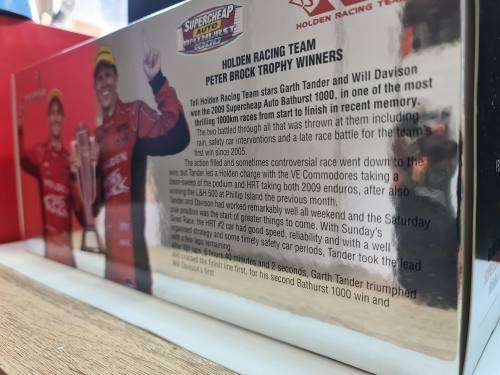 SUPERCHEAP
AUTO
BATHURST
1000
HOLDEN RACING TEAM
HOLDEN RACING TEAM
PETER BROCK TROPHY WINNERS
Toll Holden Racing Team stars Garth Tander and Will Davison
won the 2009 Supercheap Auto Bathurst 1000, in one of the most
thrilling 1000km races from start to finish in recent memory.
The two battled through all that was thrown at them including
rain, safety car interventions and a late race battle for the team's
first win since 2005.
The action filled and sometimes controversial race went down to the
wire, but Tander led a Holden charge with the VE Commodores taking a
clean-sweep of the podium and HRT taking both 2009 enduros, after also
winning the L&H 500 at Phillip Island the previous month.
Tander and Davison had worked remarkably well all weekend and the Saturday
pole position was the start of greater things to come. With Sunday's
Great Race, the HRT #2 car had good speed, reliability and with a well
organised strategy and some timely safety car periods, Tander took the lead
with a few laps remaining.
After 161 laps, 6 hours 40 minutes and 2 seconds, Garth Tander triumphed
and crossed the finish line first, for his second Bathurst 1000 win and
Will Davison's first